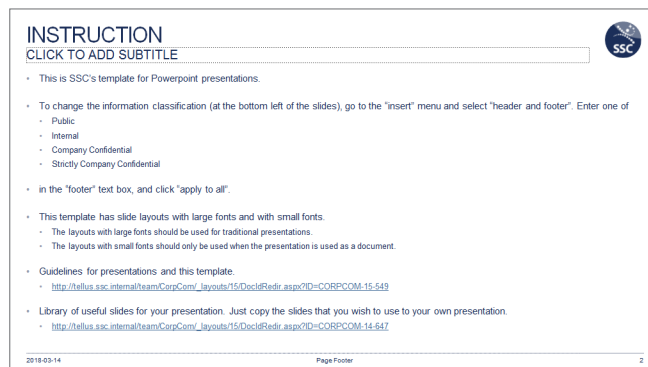 INSTRUCTION
CLICK TO ADD SUBTITLE
SSC
This is SSC's template for Powerpoint presentations.
To change the information classification (at the bottom left of the slides), go to the "insert" menu and select "header and footer". Enter one of
Public
Internal
Company Confidential
Strictly Company Confidential
in the "footer" text box, and click "apply to all".
This template has slide layouts with large fonts and with small fonts.
The layouts with large fonts should be used for traditional presentations.
The layouts with small fonts should only be used when the presentation is used as a document.
Guidelines for presentations and this template.
http://tellus.ssc.internal/team/CorpCom/_layouts/15/DocIdRedir.aspx?ID=CORPCOM-15-549
Library of useful slides for your presentation. Just copy the slides that you wish to use to your own presentation.
http://tellus.ssc.internal/team/CorpCom/_layouts/15/DocIdRedir.aspx?ID=CORPCOM-14-647
2018-03-14 Page Footer 2